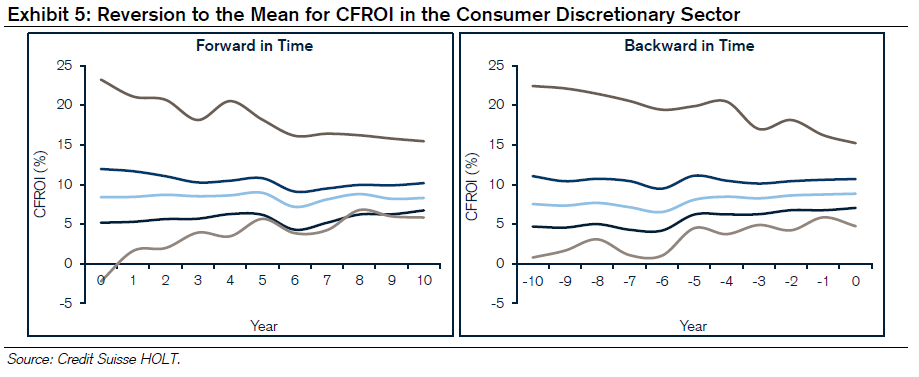 Exhibit 5: Reversion to the Mean for CFROI in the Consumer Discretionary Sector
Forward in Time
25
20
15
10
5
0
-5
CFROI (%)
0 1 2 3 4 5 6 7 8 9 10
Year
Backward in Time
25
20
15
10
5
0
-5
CFROI (%)
-10 -9 -8 -7 -6 -5 -4 -3 -2 -1 0
Year
Source: Credit Suisse HOLT.